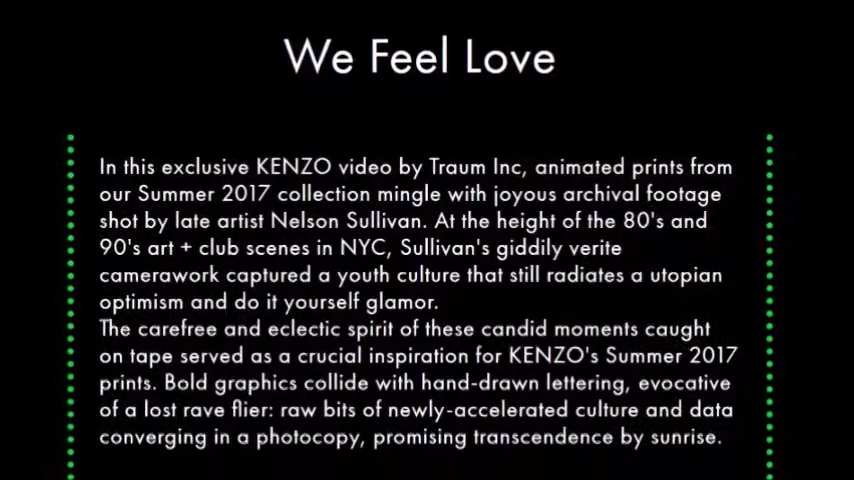 We Feel Love
In this exclusive KENZO video by Traum Inc, animated prints from
our Summer 2017 collection mingle with joyous archival footage
shot by late artist Nelson Sullivan. At the height of the 80's and
90's art + club scenes in NYC, Sullivan's giddily verite
camerawork captured a youth culture that still radiates a utopian
optimism and do it yourself glamor.
The carefree and eclectic spirit of these candid moments caught
on tape served as a crucial inspiration for KENZO's Summer 2017
prints. Bold graphics collide with hand-drawn lettering, evocative
of a lost rave flier: raw bits of newly-accelerated culture and data
converging in a photocopy, promising transcendence by sunrise.